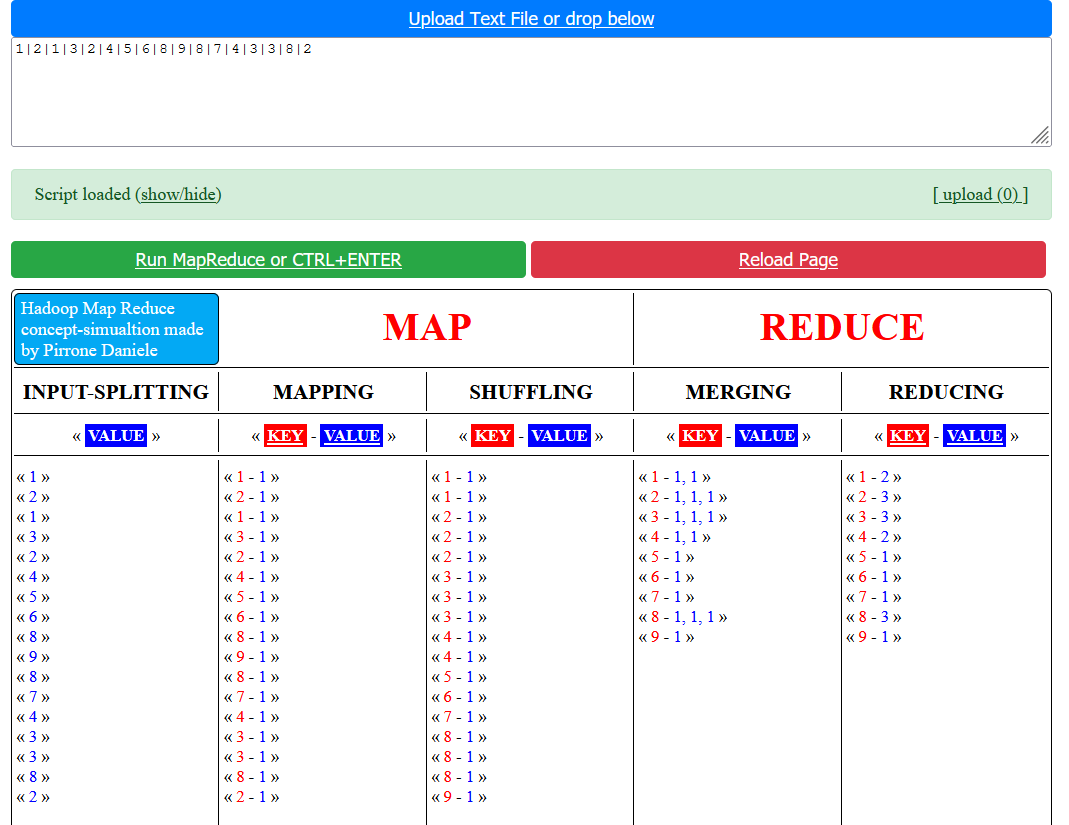 Upload Text File or drop below
1|2|1|3|2|4|5|6|8|9|8|7|4|3|3|8|2
Script loaded (show/hide) [ upload (0) ]
Run MapReduce or CTRL+ENTER Reload Page
Hadoop Map Reduce
concept-simualtion made
by Pirrone Daniele
MAP REDUCE
INPUT-SPLITTING MAPPING SHUFFLING MERGING REDUCING
« VALUE » « KEY - VALUE » « KEY - VALUE » « KEY - VALUE » « KEY - VALUE »
« 1 » « 1 - 1 » « 1 - 1 » « 1 - 1, 1 » « 1 - 2 »
« 2 » « 2 - 1 » « 1 - 1 » « 2 - 1, 1, 1 » « 2 - 3 »
« 1 » « 1 - 1 » « 2 - 1 » « 3 - 1, 1, 1 » « 3 - 3 »
« 3 » « 3 - 1 » « 2 - 1 » « 4 - 1, 1 » « 4 - 2 »
« 2 » « 2 - 1 » « 2 - 1 » « 5 - 1 » « 5 - 1 »
« 4 » « 4 - 1 » « 3 - 1 » « 6 - 1 » « 6 - 1 »
« 5 » « 5 - 1 » « 3 - 1 » « 7 - 1 » « 7 - 1 »
« 6 » « 6 - 1 » « 3 - 1 » « 8 - 1, 1, 1 » « 8 - 3 »
« 8 » « 8 - 1 » « 4 - 1 » « 9 - 1 » « 9 - 1 »
« 9 » « 9 - 1 » « 4 - 1 »
« 8 » « 8 - 1 » « 5 - 1 »
« 7 » « 7 - 1 » « 6 - 1 »
« 4 » « 4 - 1 » « 7 - 1 »
« 3 » « 3 - 1 » « 8 - 1 »
« 3 » « 3 - 1 » « 8 - 1 »
« 8 » « 8 - 1 » « 8 - 1 »
« 2 » « 2 - 1 » « 9 - 1 »